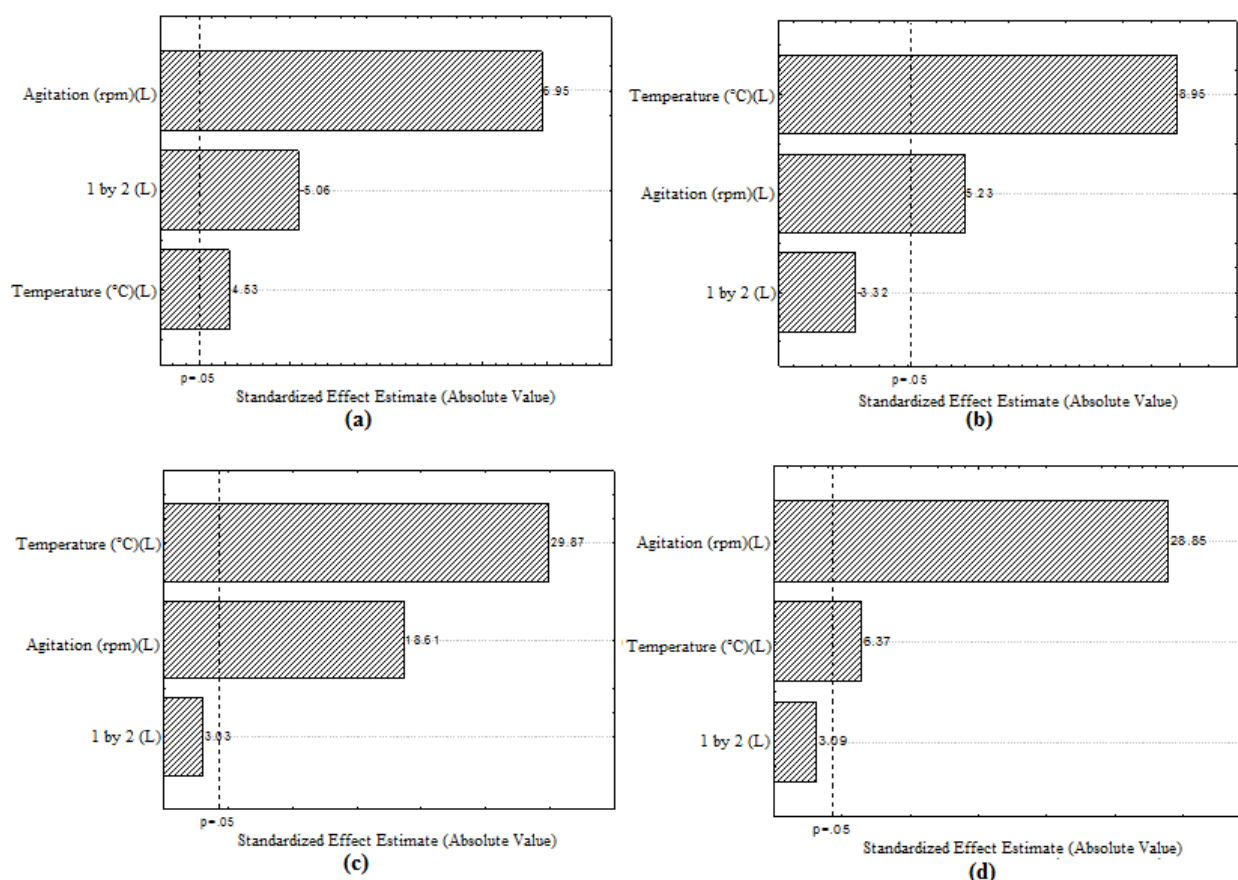 Agitation (rpm)(L)
6.95
1 by 2 (L)
-5.06
Temperature (°C)(L)
4.53
p=.05
Standardized Effect Estimate (Absolute Value)
(a)
Temperature (°C)(L)
8.95
Agitation (rpm)(L)
5.23
1 by 2 (L)
-3.32
p=.05
Standardized Effect Estimate (Absolute Value)
(b)
Temperature (°C)(L)
29.87
Agitation (rpm)(L)
18.61
1 by 2 (L)
3.03
p=.05
Standardized Effect Estimate (Absolute Value)
(c)
Agitation (rpm)(L)
28.85
Temperature (°C)(L)
6.37
1 by 2 (L)
3.09
p=.05
Standardized Effect Estimate (Absolute Value)
(d)